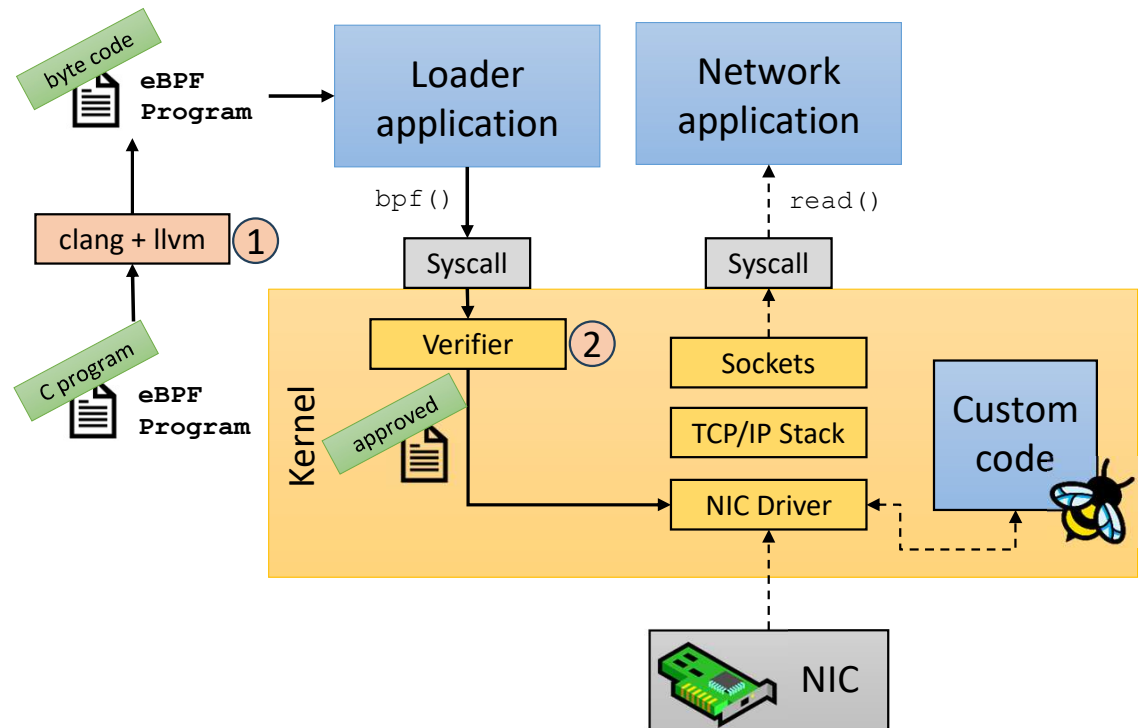 byte code
eBPF
Program
Loader
application
Network
application
bpf()
read()
clang + llvm
1
Syscall
Syscall
Verifier
2
Sockets
C program
eBPF
Program
Kernel
approved
TCP/IP Stack
Custom
code
NIC Driver
NIC